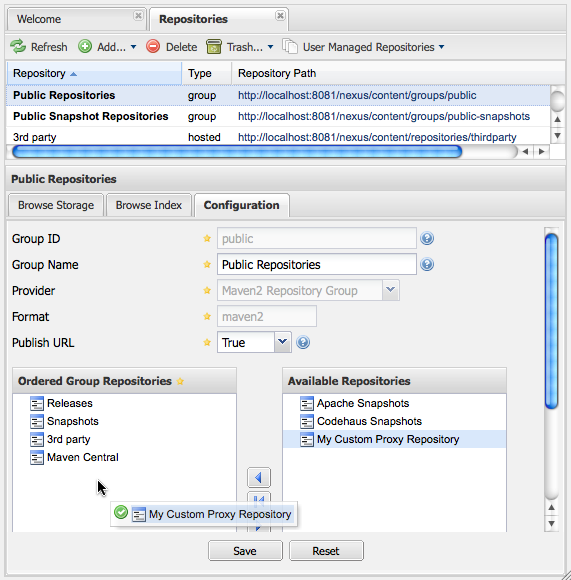 Welcome Repositories
Refresh Add... Delete Trash... User Managed Repositories
Repository Type Repository Path
Public Repositories group http://localhost:8081/nexus/content/groups/public
Public Snapshot Repositories group http://localhost:8081/nexus/content/groups/public-snapshots
3rd party hosted http://localhost:8081/nexus/content/repositories/thirdparty
Public Repositories
Browse Storage Browse Index Configuration
Group ID public
Group Name Public Repositories
Provider Maven2 Repository Group
Format maven2
Publish URL True
Ordered Group Repositories Available Repositories
Releases Apache Snapshots
Snapshots Codehaus Snapshots
3rd party My Custom Proxy Repository
Maven Central
My Custom Proxy Repository
Save Reset